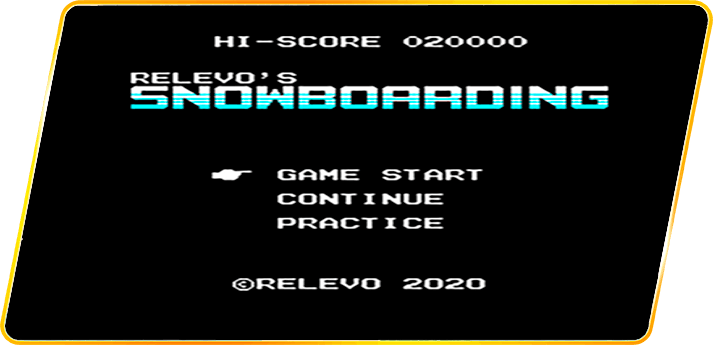 HI-SCORE 020000
RELEVO'S
SNOWBOARDING
GAME START
CONTINUE
PRACTICE
©RELEVO 2020